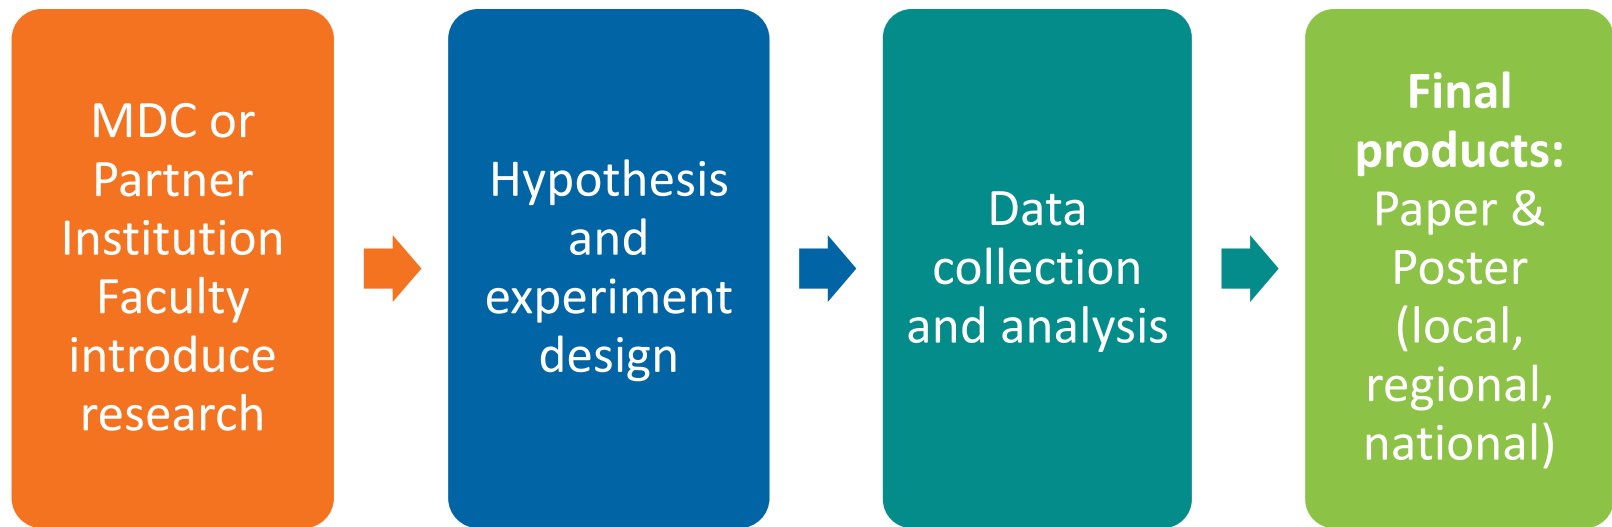 MDC or
Partner
Institution
Faculty
introduce
research
Hypothesis
and
experiment
design
Data
collection
and analysis
Final
products:
Paper &
Poster
(local,
regional,
national)